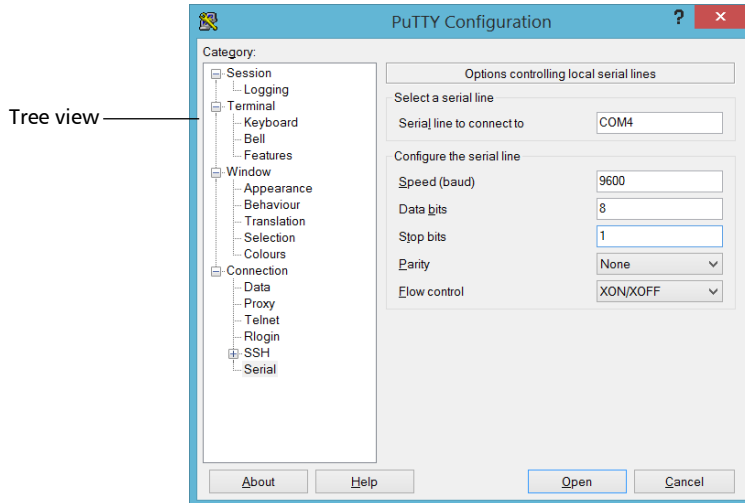 PuTTY Configuration
?
×
Category:
Session
Logging
Terminal
Keyboard
Bell
Features
Window
Appearance
Behaviour
Translation
Selection
Colours
Connection
Data
Proxy
Telnet
Rlogin
SSH
Serial
Tree view
Options controlling local serial lines
Select a serial line
Serial line to connect to COM4
Configure the serial line
Speed (baud) 9600
Data bits 8
Stop bits 1
Parity None
Flow control XON/XOFF
About Help Open Cancel